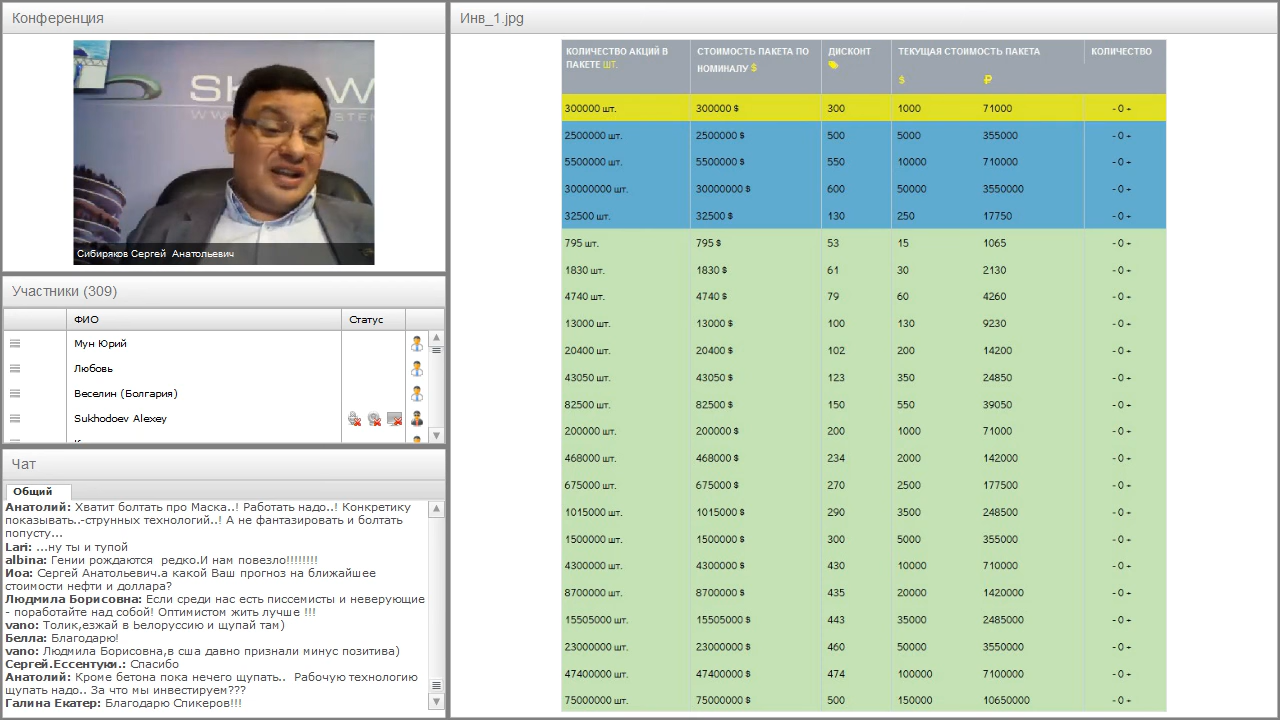 Конференция
SKYW
WWW
STEM
Сибиряков Сергей Анатольевич
Участники (309)
ФИО Статус
Мун Юрий
Любовь
Веселин (Болгария)
Sukhodoev Alexey
Чат
Общий
Анатолий: Хватит болтать про Маска..! Работать надо..! Конкретику
показывать..-струнных технологий..! А не фантазировать и болтать
попусту...
Lari: ...ну ты и тупой
albina: Гении рождаются редко.И нам повезло!!!!!!!!
Иоа: Сергей Анатольевич.а какой Ваш прогноз на ближайшее
стоимости нефти и доллара?
Людмила Борисовна: Если среди нас есть писсемисты и неверующие
- поработайте над собой! Оптимистом жить лучше !!!
vano: Толик,езжай в Ьелоруссию и щупай там)
Белла: Благодарю!
vano: Людмила Борисовна,в сша давно признали минус позитива)
Сергей.Ессентуки.: Спасибо
Анатолий: Кроме бетона пока нечего щупать.. Рабочую технологию
щупать надо.. За что мы инвестируем???
Галина Екатер: Благодарю Спикеров!!!
Инв_1.jpg
КОЛИЧЕСТВО АКЦИЙ В СТОИМОСТЬ ПАКЕТА ПО ДИСКОНТ ТЕКУЩАЯ СТОИМОСТЬ ПАКЕТА КОЛИЧЕСТВО
ПАКЕТЕ ШТ. НОМИНАЛУ $
$ ₽
300000 шт. 300000 $ 300 1000 71000 - 0 +
2500000 шт. 2500000 $ 500 5000 355000 - 0 +
5500000 шт. 5500000 $ 550 10000 710000 - 0 +
30000000 шт. 30000000 $ 600 50000 3550000 - 0 +
32500 шт. 32500 $ 130 250 17750 - 0 +
795 шт. 795 $ 53 15 1065 - 0 +
1830 шт. 1830 $ 61 30 2130 - 0 +
4740 шт. 4740 $ 79 60 4260 - 0 +
13000 шт. 13000 $ 100 130 9230 - 0 +
20400 шт. 20400 $ 102 200 14200 - 0 +
43050 шт. 43050 $ 123 350 24850 - 0 +
82500 шт. 82500 $ 150 550 39050 - 0 +
200000 шт. 200000 $ 200 1000 71000 - 0 +
468000 шт. 468000 $ 234 2000 142000 - 0 +
675000 шт. 675000 $ 270 2500 177500 - 0 +
1015000 шт. 1015000 $ 290 3500 248500 - 0 +
1500000 шт. 1500000 $ 300 5000 355000 - 0 +
4300000 шт. 4300000 $ 430 10000 710000 - 0 +
8700000 шт. 8700000 $ 435 20000 1420000 - 0 +
15505000 шт. 15505000 $ 443 35000 2485000 - 0 +
23000000 шт. 23000000 $ 460 50000 3550000 - 0 +
47400000 шт. 47400000 $ 474 100000 7100000 - 0 +
75000000 шт. 75000000 $ 500 150000 10650000 - 0 +